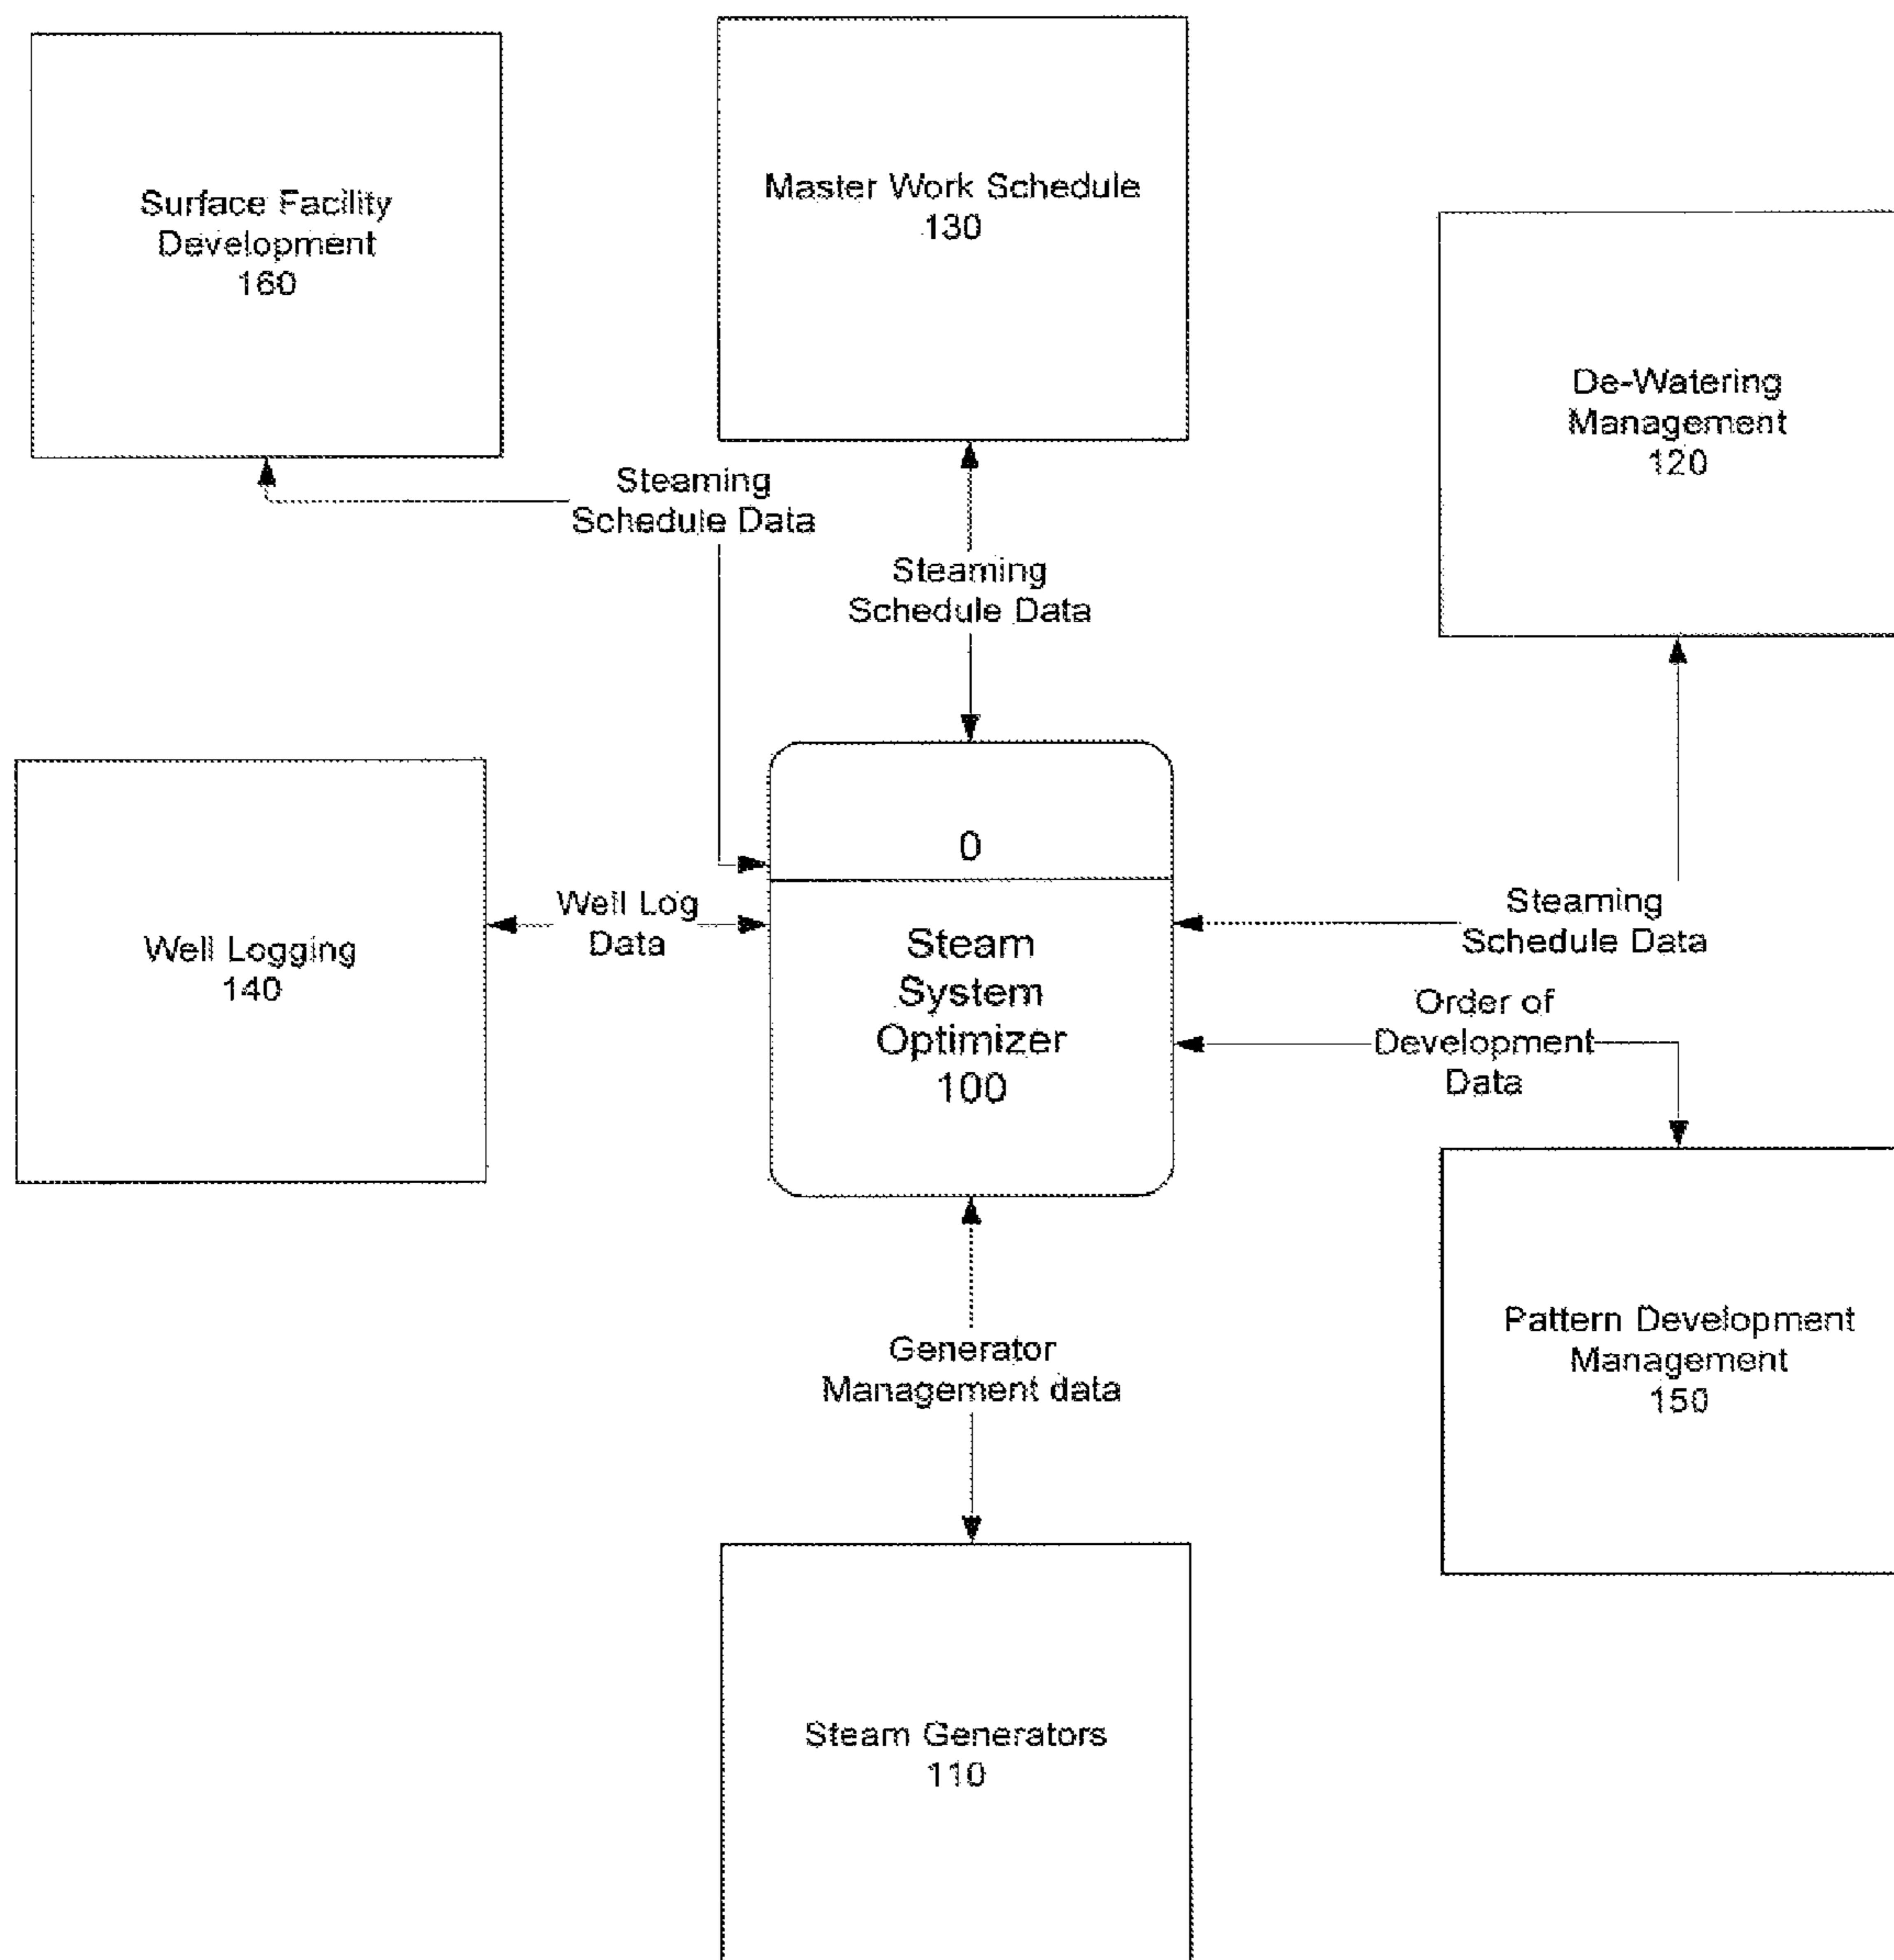 Surface Facility
Development
160
Master Work Schedule
130
De-Watering
Management
120
Steaming
Schedule Data
Steaming
Schedule Data
0
Steam
System
Optimizer
100
Well Log
Data
Well Logging
140
Steaming
Schedule Data
Order of
Development
Data
Generator
Management data
Pattern Development
Management
150
Steam Generators
110